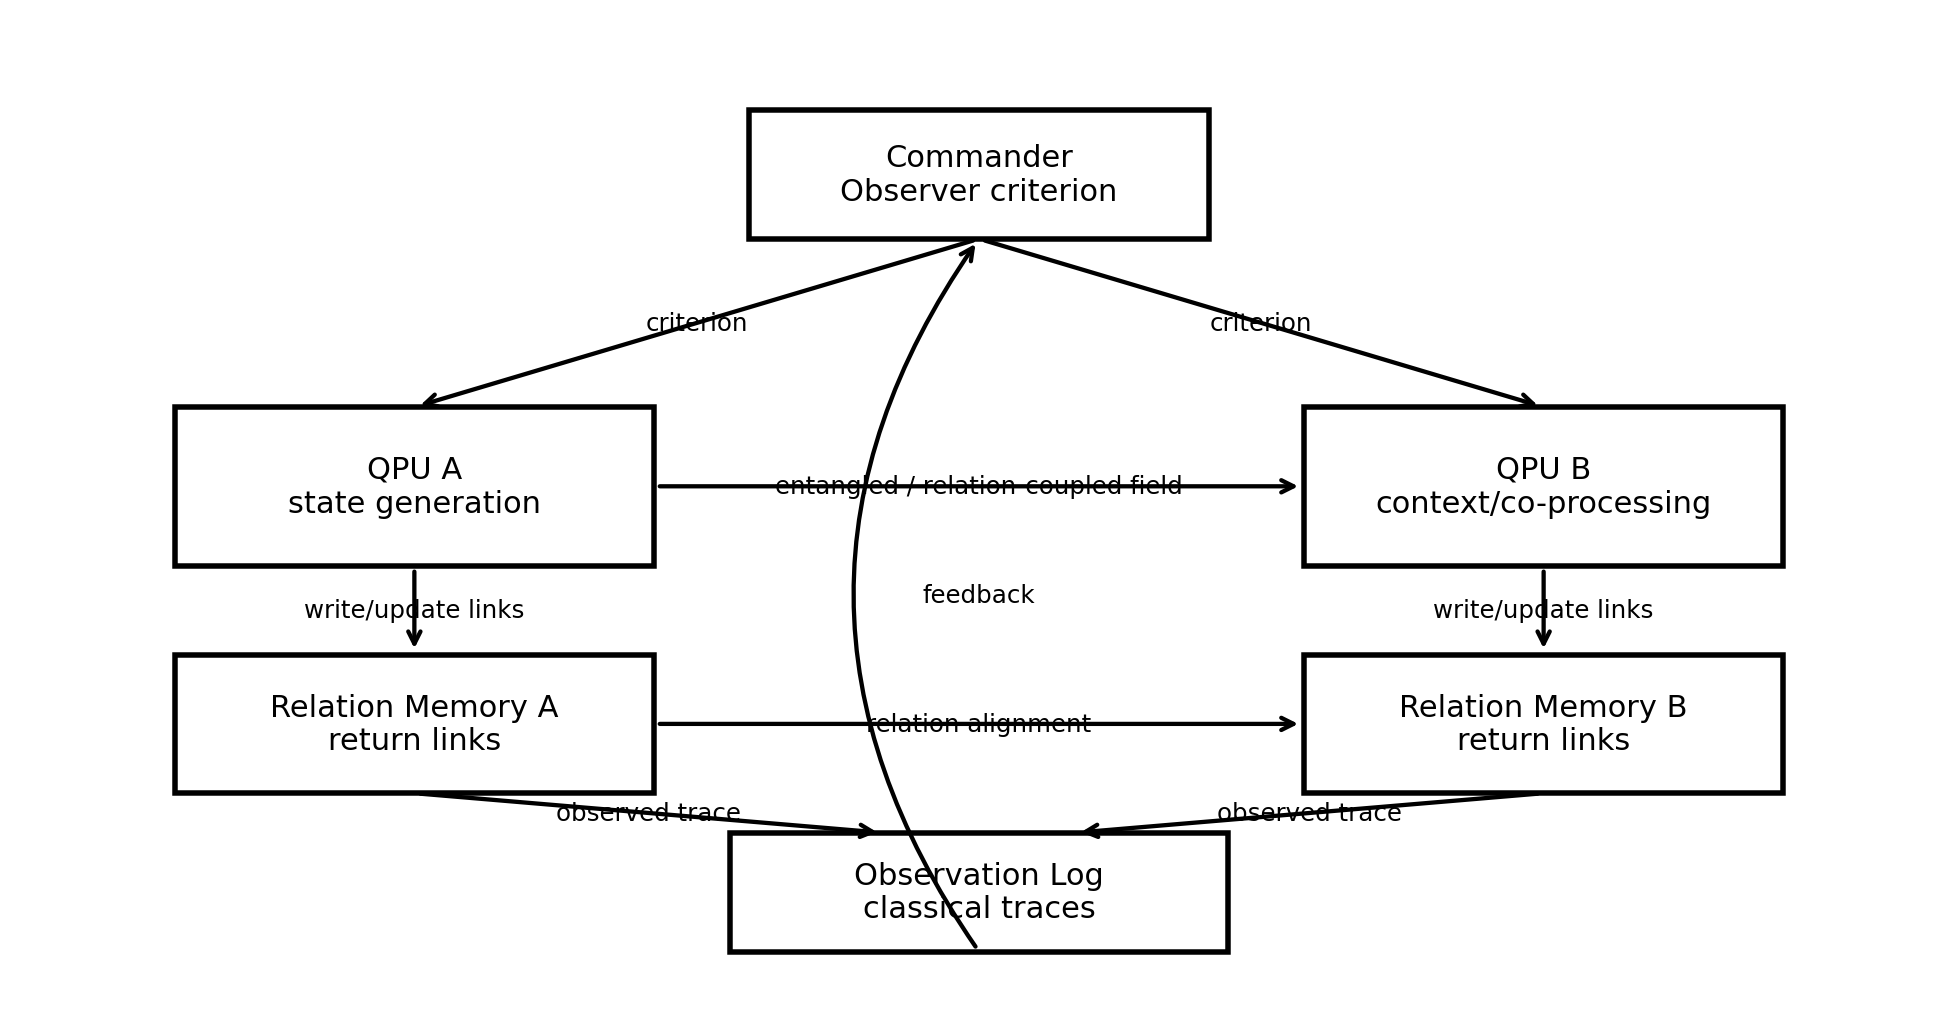 Commander
Observer criterion
criterion
criterion
QPU A
state generation
entangled / relation-coupled field
QPU B
context/co-processing
feedback
write/update links
write/update links
Relation Memory A
return links
relation alignment
Relation Memory B
return links
observed trace
observed trace
Observation Log
classical traces